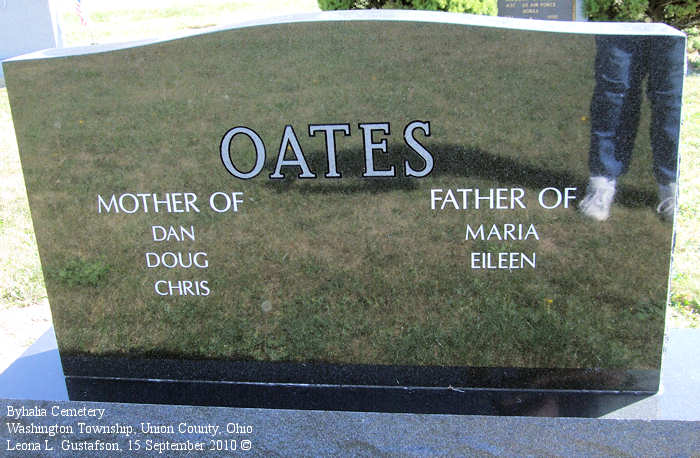 OATES
MOTHER OF
DAN
DOUG
CHRIS
FATHER OF
MARIA
EILEEN
Byhalia Cemetery
Washington Township, Union County, Ohio
Leona L. Gustafson, 15 September 2010 ©